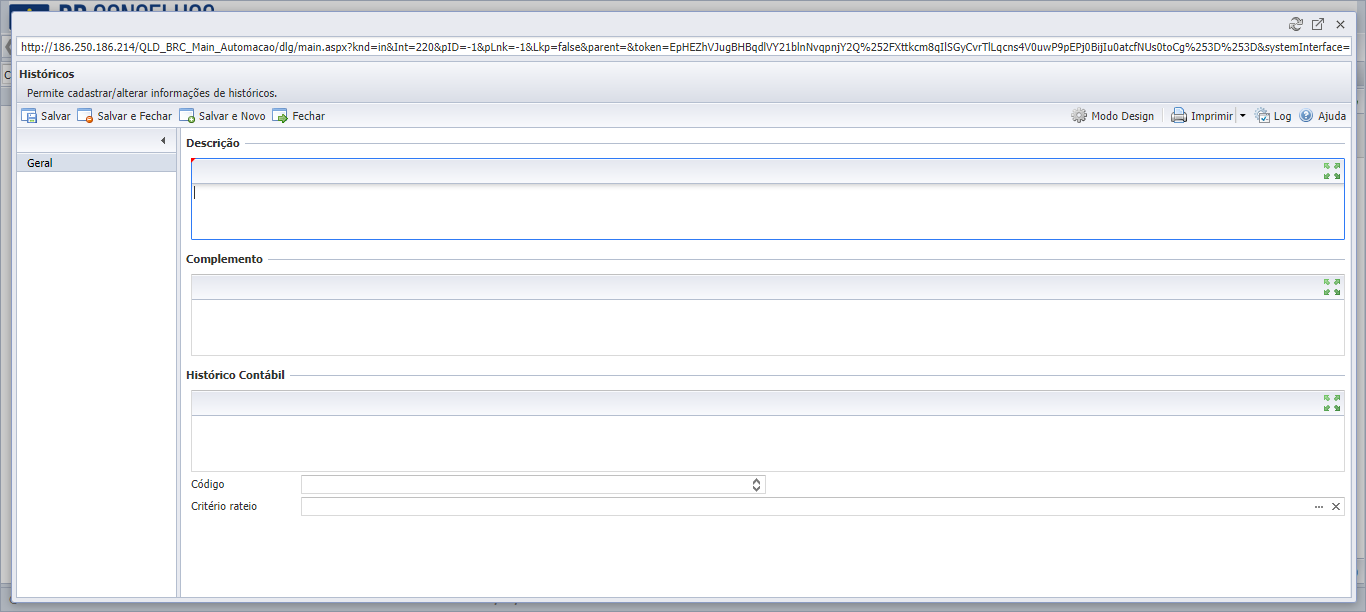 BR CONSELHOS
http://186.250.186.214/QLD_BRC_Main_Automacao/dlg/main.aspx?knd=in&Int=220&pID=-1&pLnk=-1&Lkp=false&parent=&token=EpHEZhVJugBHBqdlVY21blnNvqpnjY2Q%252FXttkcm8qIlSGyCvrTlLqcns4V0uwP9pEPj0BijIu0atcfNUs0toCg%253D%253D&systemInterface=
Históricos
Permite cadastrar/alterar informações de históricos.
Salvar Salvar e Fechar Salvar e Novo Fechar Modo Design Imprimir Log Ajuda
Geral
Descrição
Complemento
Histórico Contábil
Código
Critério rateio